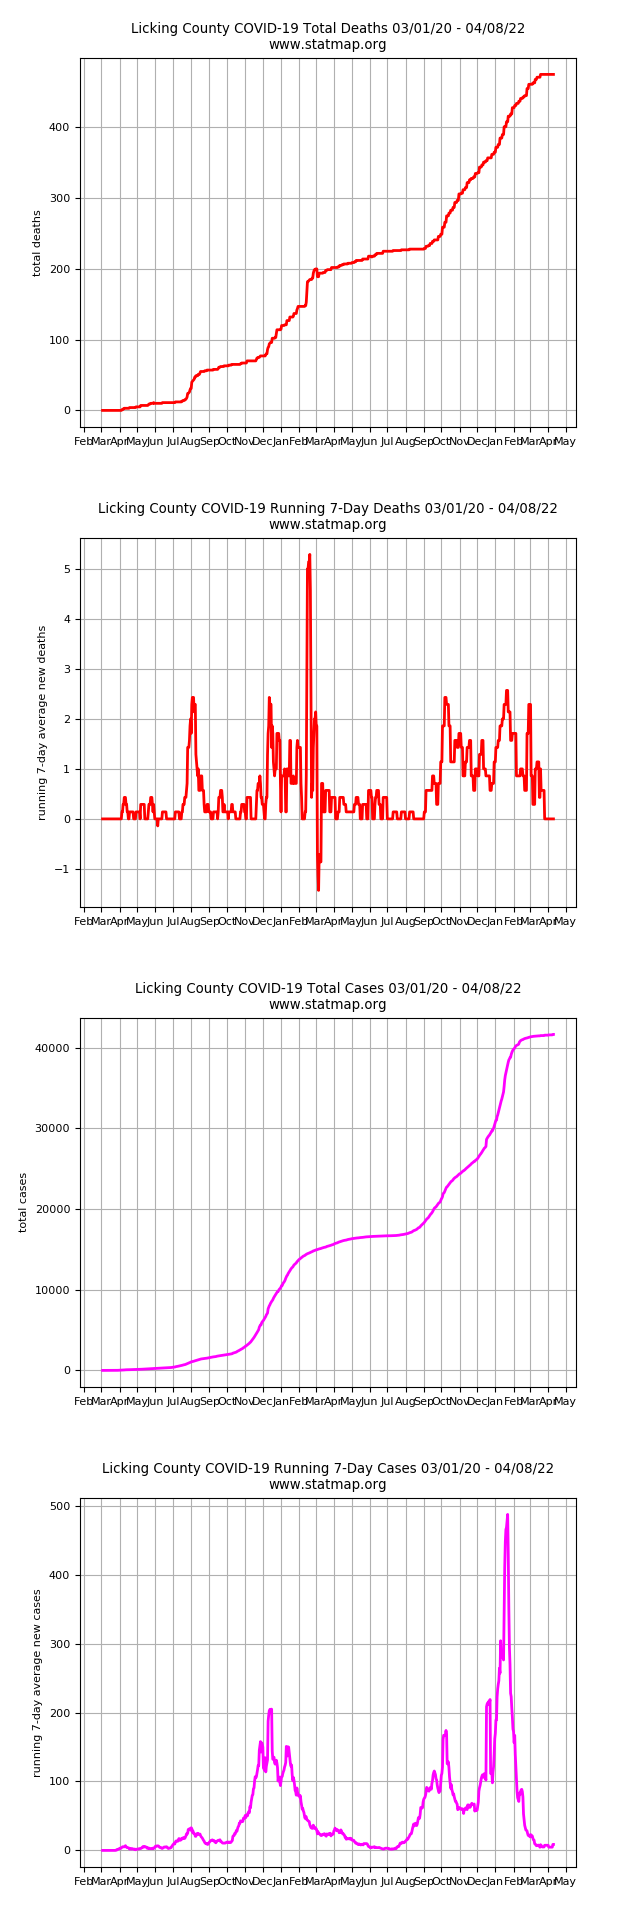 Licking County COVID-19 Total Deaths 03/01/20 - 04/08/22
www.statmap.org
400
300
200
100
0
total deaths
Feb Mar Apr May Jun Jul Aug Sep Oct Nov Dec Jan Feb Mar Apr May Jun Jul Aug Sep Oct Nov Dec Jan Feb Mar Apr May
Licking County COVID-19 Running 7-Day Deaths 03/01/20 - 04/08/22
www.statmap.org
5
4
3
2
1
0
−1
running 7-day average new deaths
Feb Mar Apr May Jun Jul Aug Sep Oct Nov Dec Jan Feb Mar Apr May Jun Jul Aug Sep Oct Nov Dec Jan Feb Mar Apr May
Licking County COVID-19 Total Cases 03/01/20 - 04/08/22
www.statmap.org
40000
30000
20000
10000
0
total cases
Feb Mar Apr May Jun Jul Aug Sep Oct Nov Dec Jan Feb Mar Apr May Jun Jul Aug Sep Oct Nov Dec Jan Feb Mar Apr May
Licking County COVID-19 Running 7-Day Cases 03/01/20 - 04/08/22
www.statmap.org
500
400
300
200
100
0
running 7-day average new cases
Feb Mar Apr May Jun Jul Aug Sep Oct Nov Dec Jan Feb Mar Apr May Jun Jul Aug Sep Oct Nov Dec Jan Feb Mar Apr May